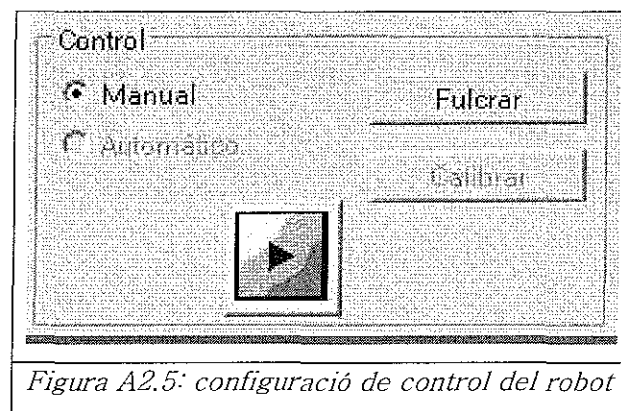 Control
Manual
Fulcrar
Automático
Calibrar
Figura A2.5: configuració de control del robot